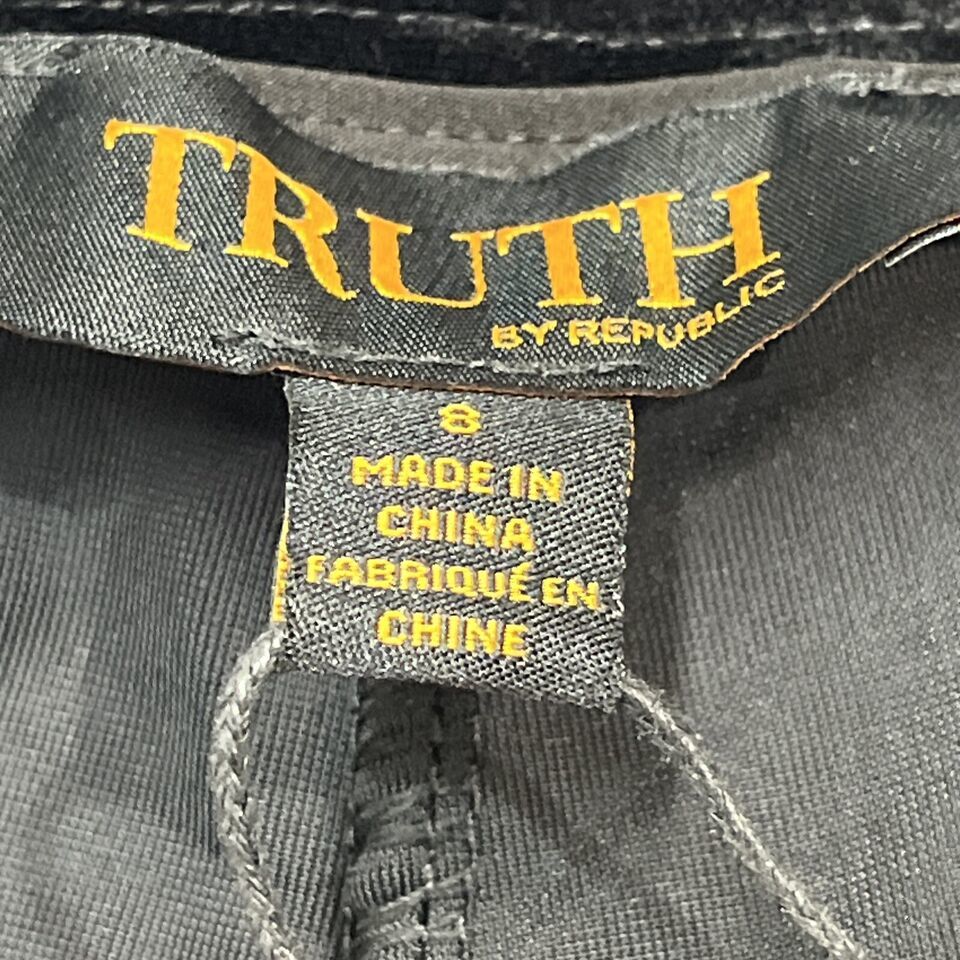 TRUTH
BY REPUBLIC
8
MADE IN
CHINA
FABRIQUÉ EN
CHINE